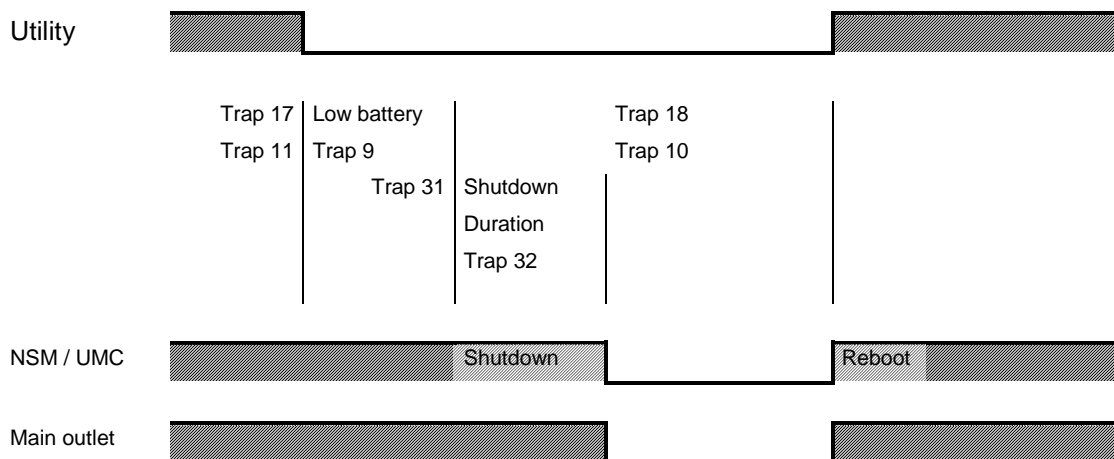 Utility
Trap 17 Low battery Trap 18
Trap 11 Trap 9 Trap 10
Trap 31 Shutdown
Duration
Trap 32
NSM / UMC Shutdown Reboot
Main outlet